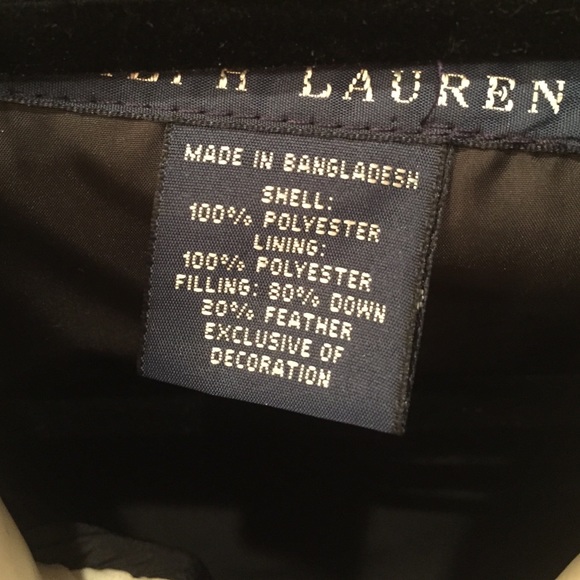 LAUREN
MADE IN BANGLADESH
SHELL:
100% POLYESTER
LINING:
100% POLYESTER
FILLING: 80% DOWN
20% FEATHER
EXCLUSIVE OF
DECORATION